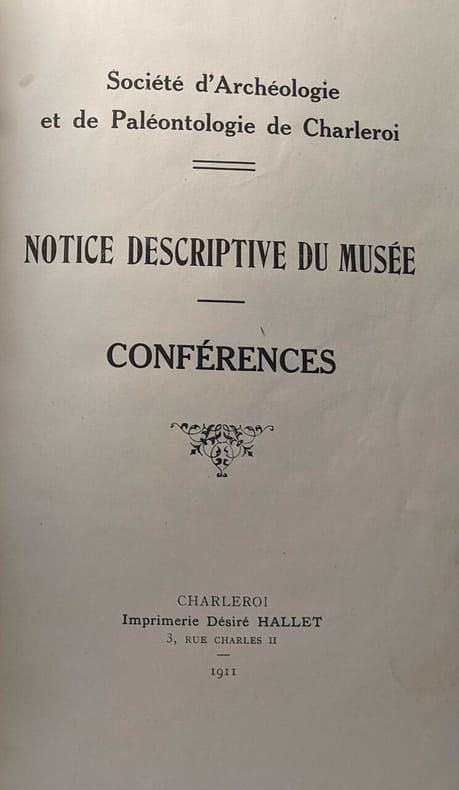 Société d'Archéologie
et de Paléontologie de Charleroi
NOTICE DESCRIPTIVE DU MUSÉE
CONFÉRENCES
CHARLEROI
Imprimerie Désiré HALLET
3, RUE CHARLES II
1911